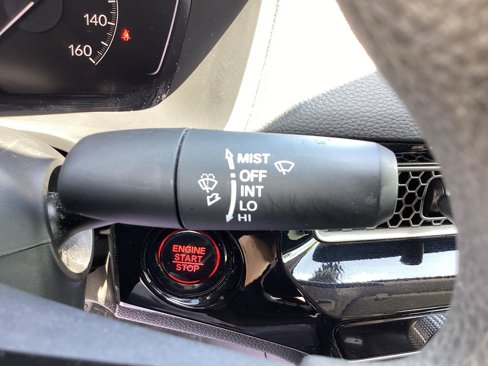 140
160
MIST
OFF
INT
LO
HI
ENGINE
START
STOP